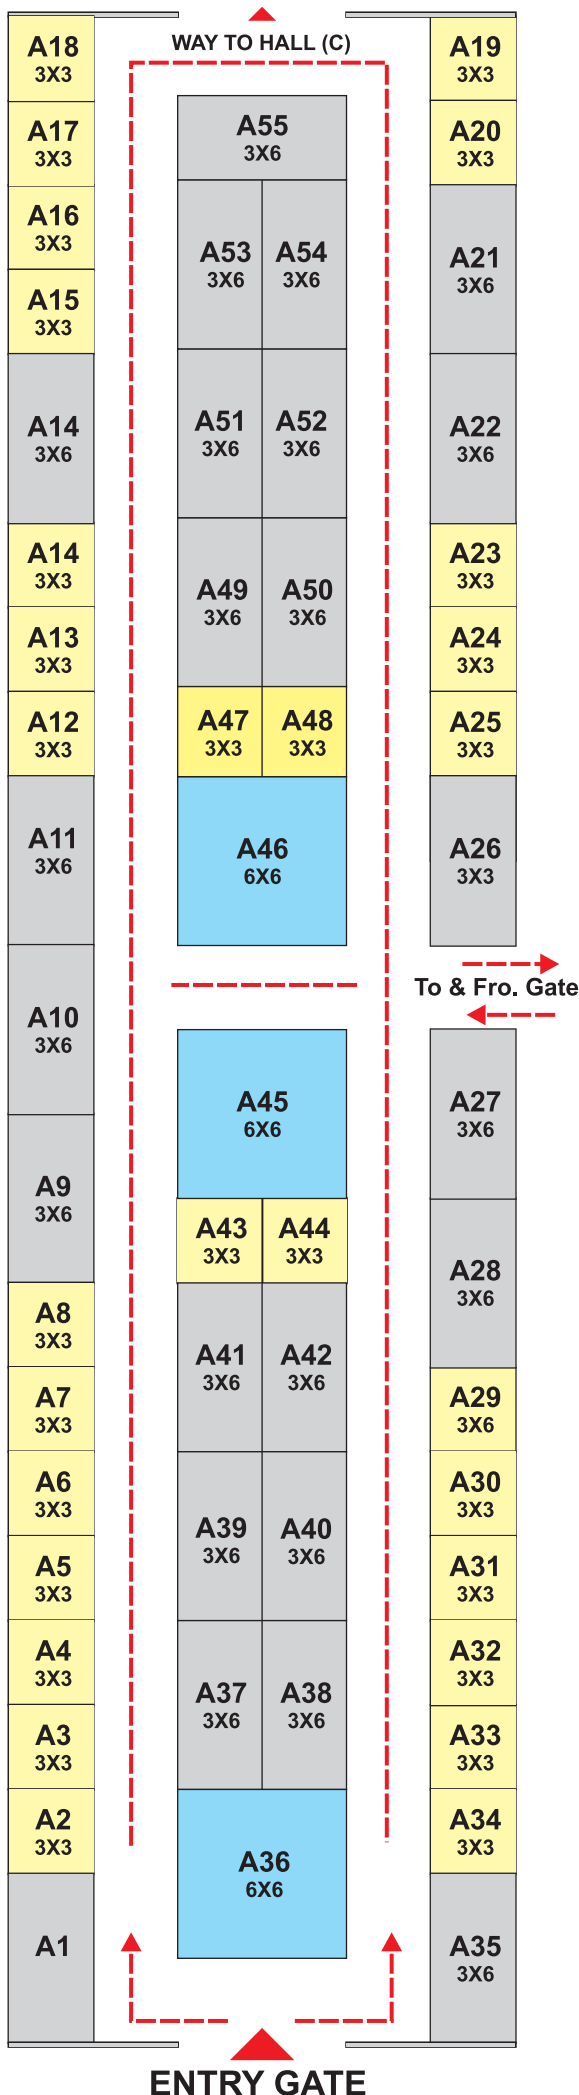 WAY TO HALL (C)
A18
3X3
A17
3X3
A16
3X3
A15
3X3
A14
3X6
A14
3X3
A13
3X3
A12
3X3
A11
3X6
A10
3X6
A9
3X6
A8
3X3
A7
3X3
A6
3X3
A5
3X3
A4
3X3
A3
3X3
A2
3X3
A1
A55
3X6
A53
3X6
A54
3X6
A51
3X6
A52
3X6
A49
3X6
A50
3X6
A47
3X3
A48
3X3
A46
6X6
A45
6X6
A43
3X3
A44
3X3
A41
3X6
A42
3X6
A39
3X6
A40
3X6
A37
3X6
A38
3X6
A36
6X6
A19
3X3
A20
3X3
A21
3X6
A22
3X6
A23
3X3
A24
3X3
A25
3X3
A26
3X3
To & Fro. Gate
A27
3X6
A28
3X6
A29
3X6
A30
3X3
A31
3X3
A32
3X3
A33
3X3
A34
3X3
A35
3X6
ENTRY GATE